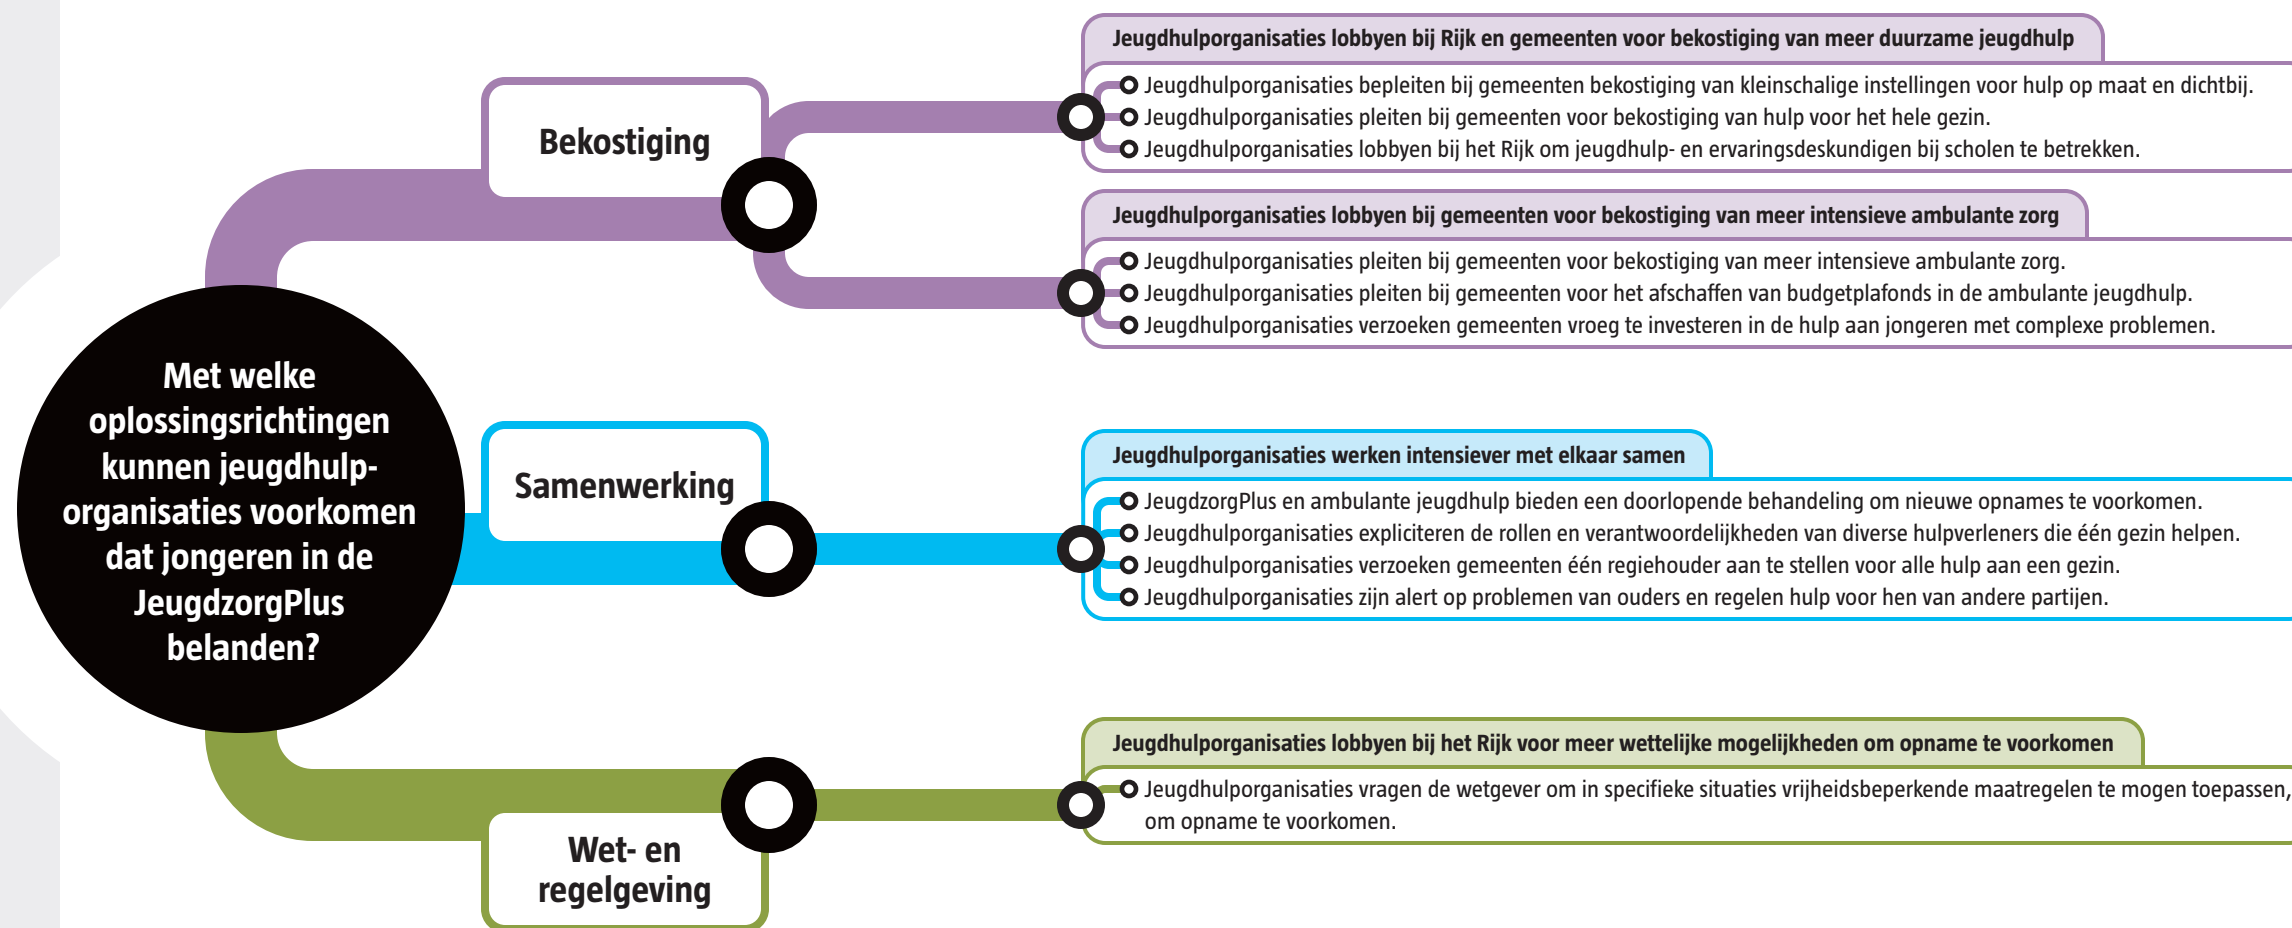 Met welke
oplossingsrichtingen
kunnen jeugdhulp-
organisaties voorkomen
dat jongeren in de
JeugdzorgPlus
belanden?
Bekostiging
Jeugdhulporganisaties lobbyen bij Rijk en gemeenten voor bekostiging van meer duurzame jeugdhulp
Jeugdhulporganisaties bepleiten bij gemeenten bekostiging van kleinschalige instellingen voor hulp op maat en dichtbij.
Jeugdhulporganisaties pleiten bij gemeenten voor bekostiging van hulp voor het hele gezin.
Jeugdhulporganisaties lobbyen bij het Rijk om jeugdhulp- en ervaringsdeskundigen bij scholen te betrekken.
Jeugdhulporganisaties lobbyen bij gemeenten voor bekostiging van meer intensieve ambulante zorg
Jeugdhulporganisaties pleiten bij gemeenten voor bekostiging van meer intensieve ambulante zorg.
Jeugdhulporganisaties pleiten bij gemeenten voor het afschaffen van budgetplafonds in de ambulante jeugdhulp.
Jeugdhulporganisaties verzoeken gemeenten vroeg te investeren in de hulp aan jongeren met complexe problemen.
Samenwerking
Jeugdhulporganisaties werken intensiever met elkaar samen
JeugdzorgPlus en ambulante jeugdhulp bieden een doorlopende behandeling om nieuwe opnames te voorkomen.
Jeugdhulporganisaties expliciteren de rollen en verantwoordelijkheden van diverse hulpverleners die één gezin helpen.
Jeugdhulporganisaties verzoeken gemeenten één regiehouder aan te stellen voor alle hulp aan een gezin.
Jeugdhulporganisaties zijn alert op problemen van ouders en regelen hulp voor hen van andere partijen.
Wet- en
regelgeving
Jeugdhulporganisaties lobbyen bij het Rijk voor meer wettelijke mogelijkheden om opname te voorkomen
Jeugdhulporganisaties vragen de wetgever om in specifieke situaties vrijheidsbeperkende maatregelen te mogen toepassen,
om opname te voorkomen.